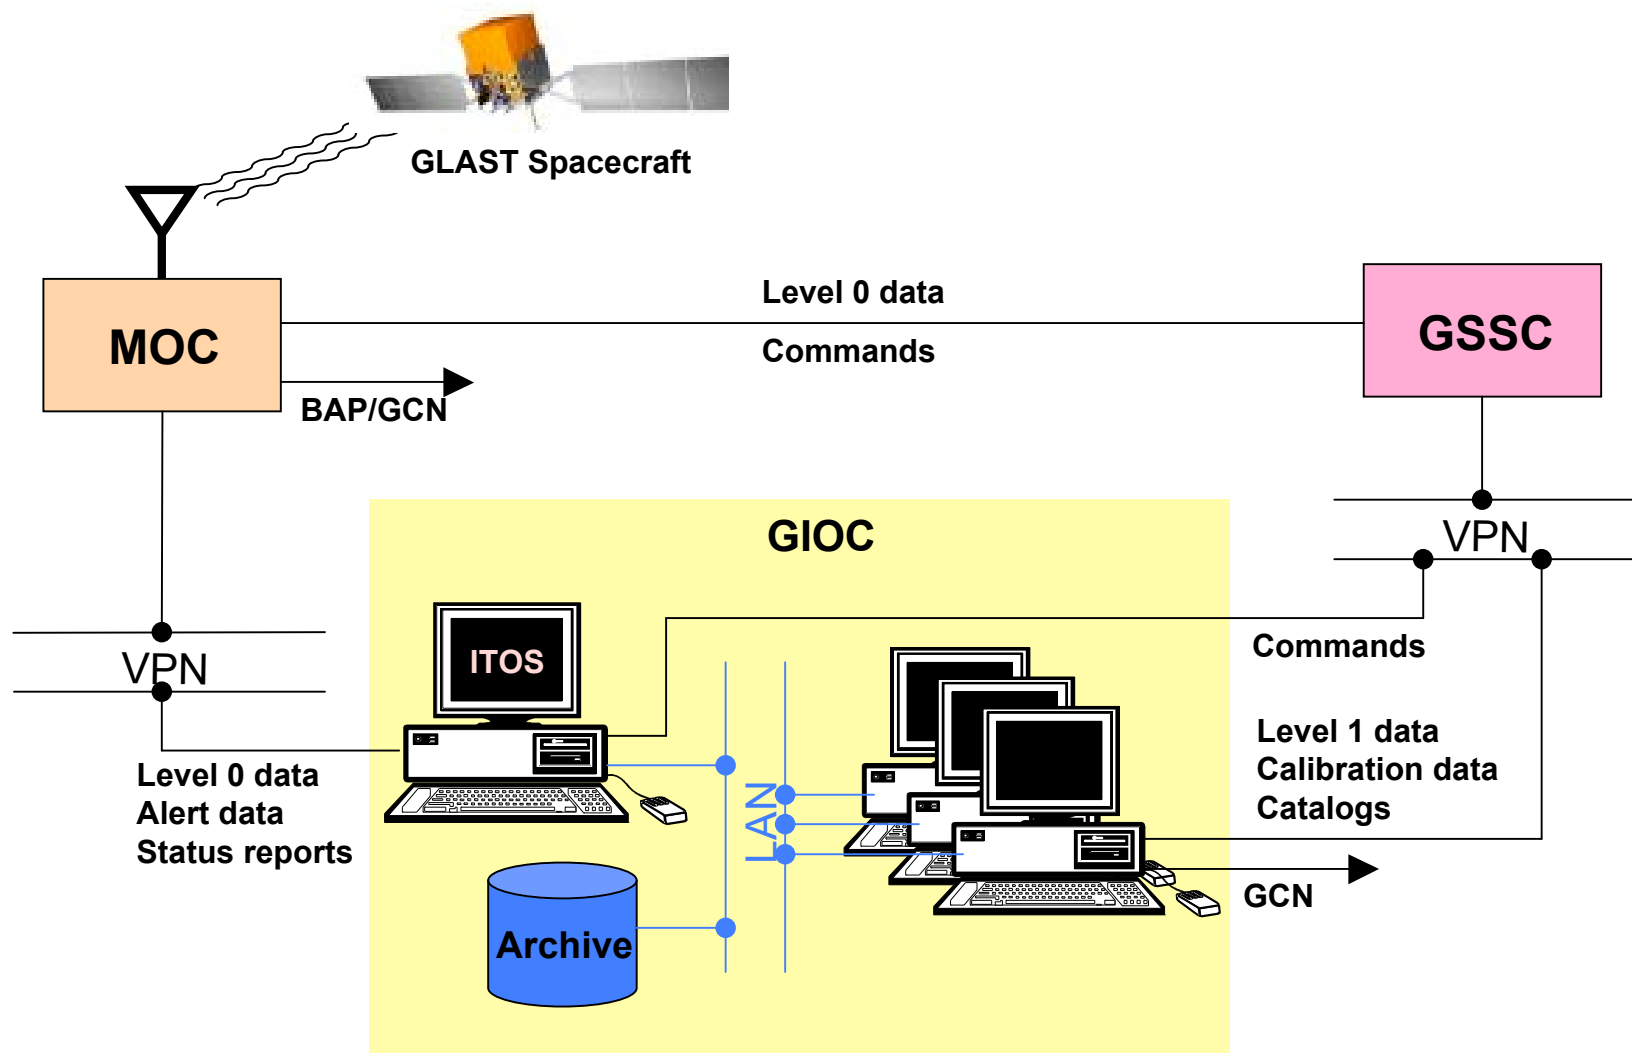 GLAST Spacecraft
Level 0 data
MOC
GSSC
Commands
BAP/GCN
GIOC
VPN
Commands
VPN
ITOS
Level 0 data
Alert data
Status reports
LAN
Level 1 data
Calibration data
Catalogs
GCN
Archive